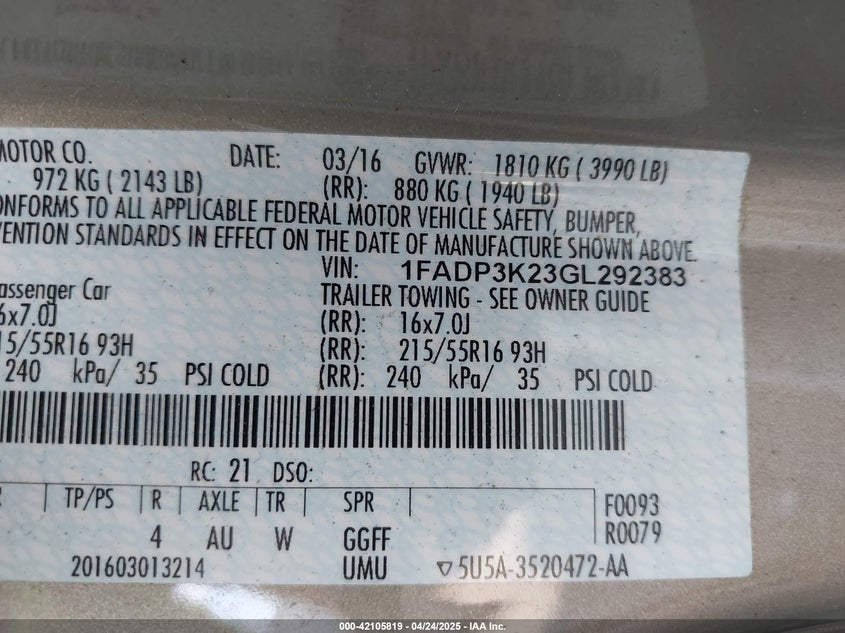 MOTOR CO. DATE: 03/16 GVWR: 1810 KG ( 3990 LB)
972 KG ( 2143 LB) (RR): 880 KG ( 1940 LB)
ONFORMS TO ALL APPLICABLE FEDERAL MOTOR VEHICLE SAFETY, BUMPER,
VENTION STANDARDS IN EFFECT ON THE DATE OF MANUFACTURE SHOWN ABOVE.
VIN: 1FADP3K23GL292383
assenger Car TRAILER TOWING - SEE OWNER GUIDE
6x7.0J (RR): 16x7.0J
15/55R16 93H (RR): 215/55R16 93H
240 kPa/ 35 PSI COLD (RR): 240 kPa/ 35 PSI COLD
RC: 21 DSO:
R TP/PS R AXLE TR SPR F0093
4 AU W GGFF R0079
201603013214 UMU 5U5A-3520472-AA
000-42105819 - 04/24/2025 - IAA Inc.